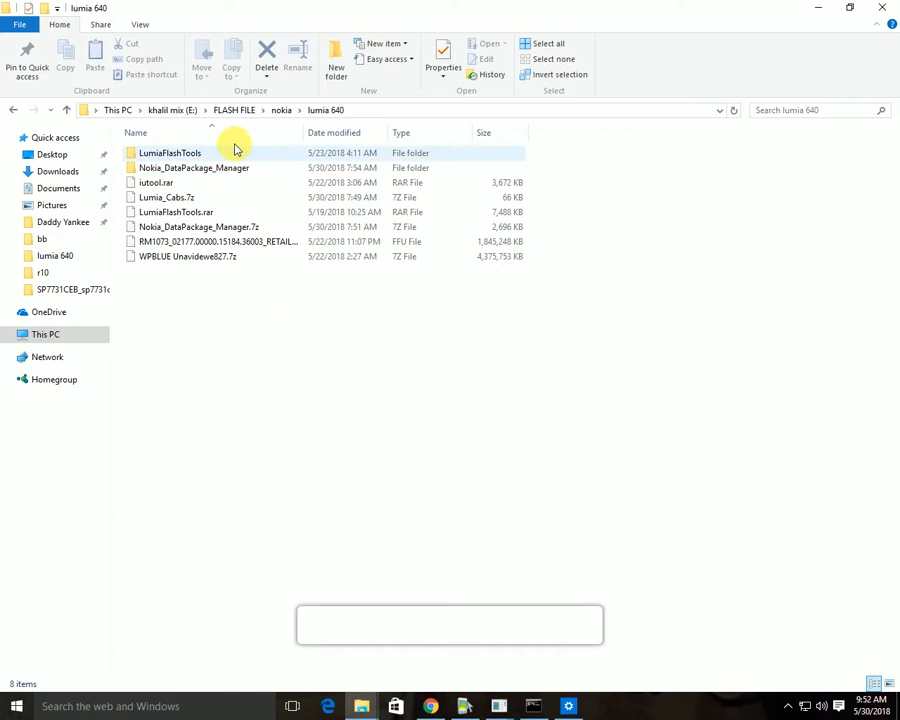 lumia 640
File
Home
Share
View
Pin to Quick access
Copy
Paste
Cut
Copy path
Paste shortcut
Clipboard
Move to
Copy to
Delete
Rename
Organize
New folder
New item
Easy access
New
Properties
Open
Edit
History
Open
Select all
Select none
Invert selection
Select
This PC > khalil mix (E:) > FLASH FILE > nokia > lumia 640
Search lumia 640
Name Date modified Type Size
LumiaFlashTools 5/23/2018 4:11 AM File folder
Nokia_DataPackage_Manager 5/30/2018 7:54 AM File folder
iutool.rar 5/22/2018 3:06 AM RAR File 3,672 KB
Lumia_Cabs.7z 5/30/2018 7:49 AM 7Z File 66 KB
LumiaFlashTools.rar 5/19/2018 10:25 AM RAR File 7,488 KB
Nokia_DataPackage_Manager.7z 5/30/2018 7:51 AM 7Z File 2,696 KB
RM1073_02177.00000.15184.36003_RETAIL... 5/22/2018 11:07 PM FFU File 1,845,248 KB
WPBLUE Unavidewe827.7z 5/22/2018 2:27 AM 7Z File 4,375,753 KB
Quick access
Desktop
Downloads
Documents
Pictures
Daddy Yankee
bb
lumia 640
r10
SP7731CEB_sp7731c
OneDrive
This PC
Network
Homegroup
8 items
Search the web and Windows
9:52 AM
5/30/2018